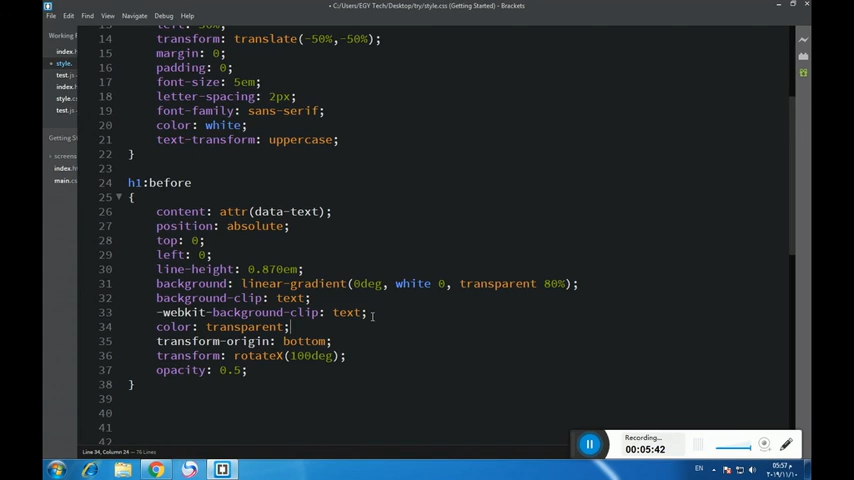 C:/Users/EGY Tech/Desktop/try/style.css (Getting Started) - Brackets
File Edit Find View Navigate Debug Help
Working F
index.h
style.
test.js -
index.h
style.cs
test.js -
Getting St
screens
index.ht
main.cs
14 transform: translate(-50%,-50%);
15 margin: 0;
16 padding: 0;
17 font-size: 5em;
18 letter-spacing: 2px;
19 font-family: sans-serif;
20 color: white;
21 text-transform: uppercase;
22 }
23
24 h1:before
25 {
26 content: attr(data-text);
27 position: absolute;
28 top: 0;
29 left: 0;
30 line-height: 0.870em;
31 background: linear-gradient(0deg, white 0, transparent 80%);
32 background-clip: text;
33 -webkit-background-clip: text;
34 color: transparent;
35 transform-origin: bottom;
36 transform: rotateX(100deg);
37 opacity: 0.5;
38 }
39
40
41
Line 34, Column 24 — 76 Lines
Recording...
00:05:42
EN
05:57 م
٢٠١٩/١١/١٠